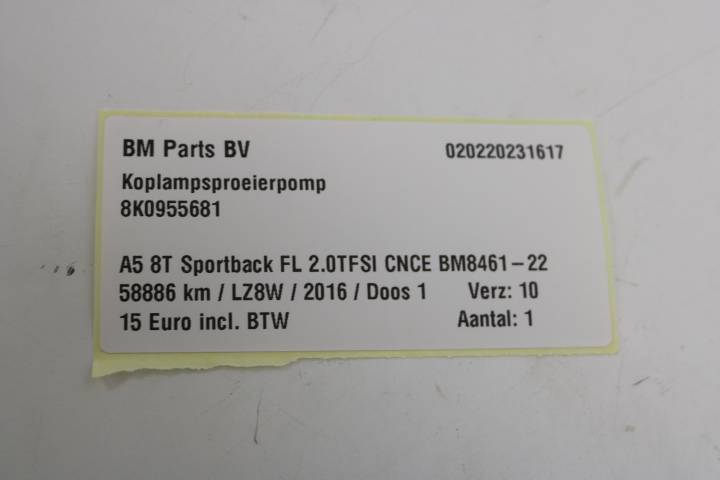 BM Parts BV 020220231617
Koplampsproeierpomp
8K0955681
A5 8T Sportback FL 2.0TFSI CNCE BM8461-22
58886 km / LZ8W / 2016 / Doos 1 Verz: 10
15 Euro incl. BTW Aantal: 1